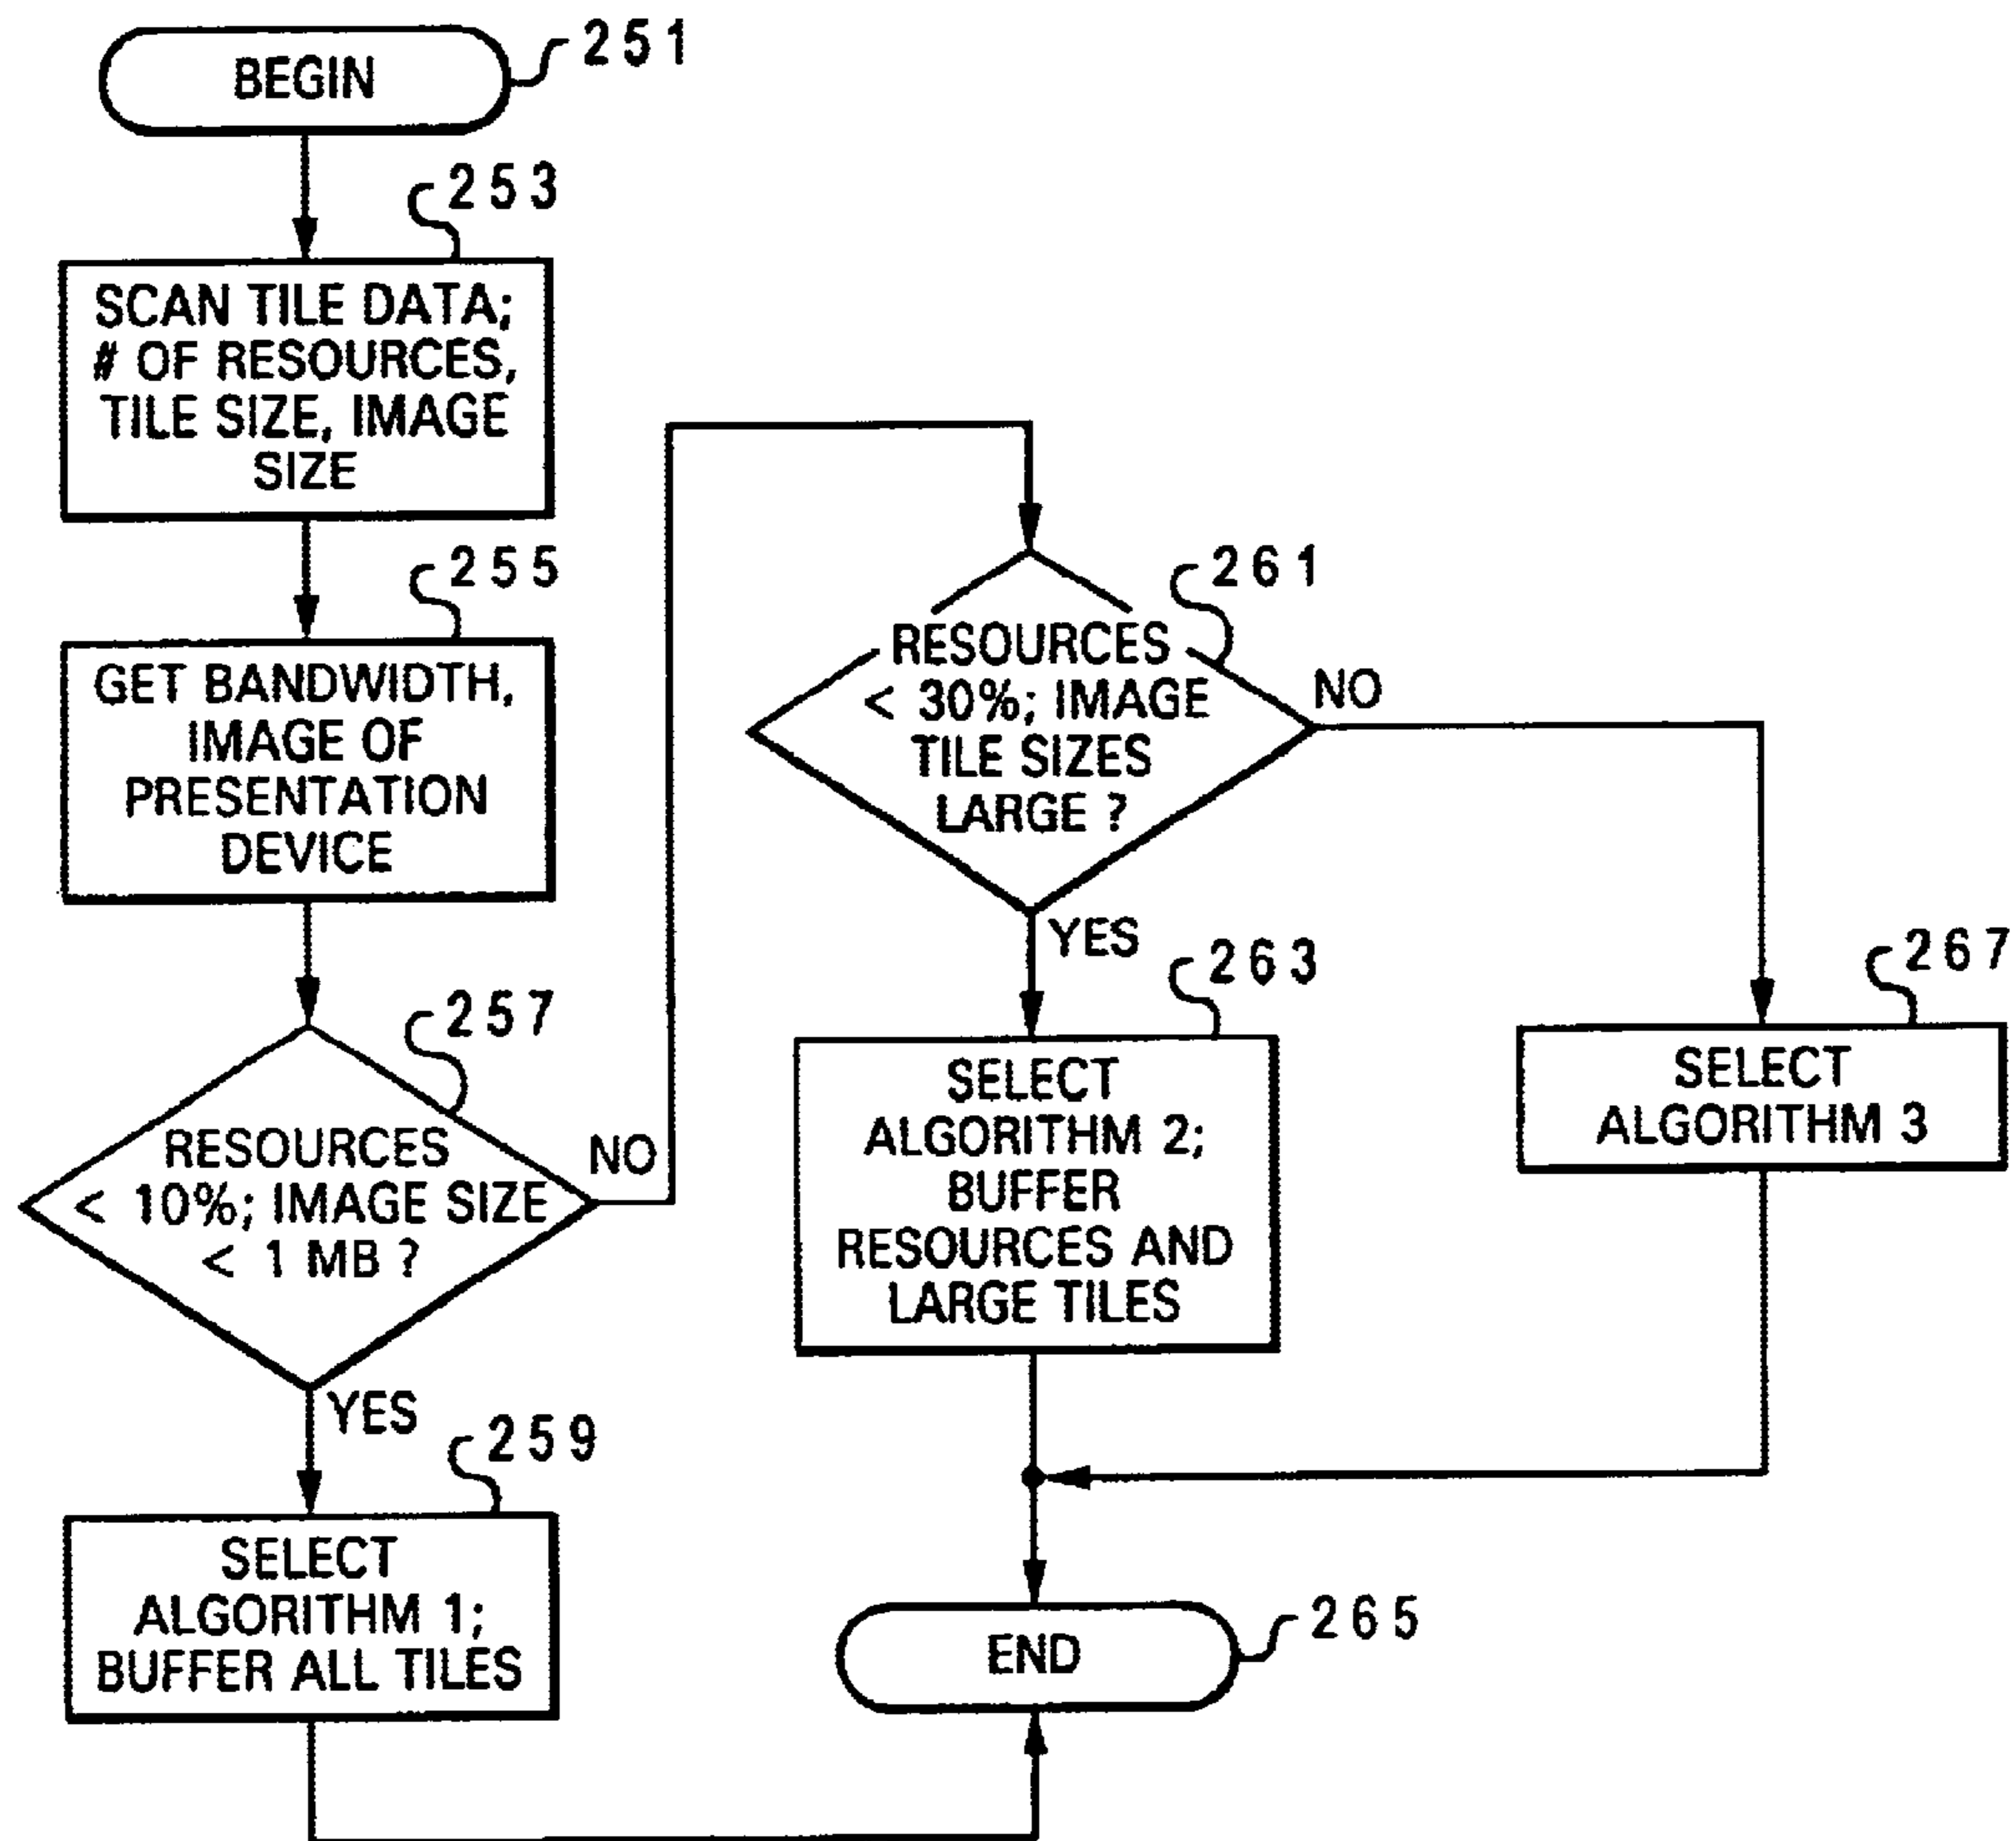 BEGIN
251
253
SCAN TILE DATA;
# OF RESOURCES,
TILE SIZE, IMAGE
SIZE
255
GET BANDWIDTH,
IMAGE OF
PRESENTATION
DEVICE
257
RESOURCES
< 10%; IMAGE SIZE
< 1 MB ?
NO
YES
259
SELECT
ALGORITHM 1;
BUFFER ALL TILES
261
RESOURCES
< 30%; IMAGE
TILE SIZES
LARGE ?
NO
YES
263
SELECT
ALGORITHM 2;
BUFFER
RESOURCES AND
LARGE TILES
267
SELECT
ALGORITHM 3
END
265